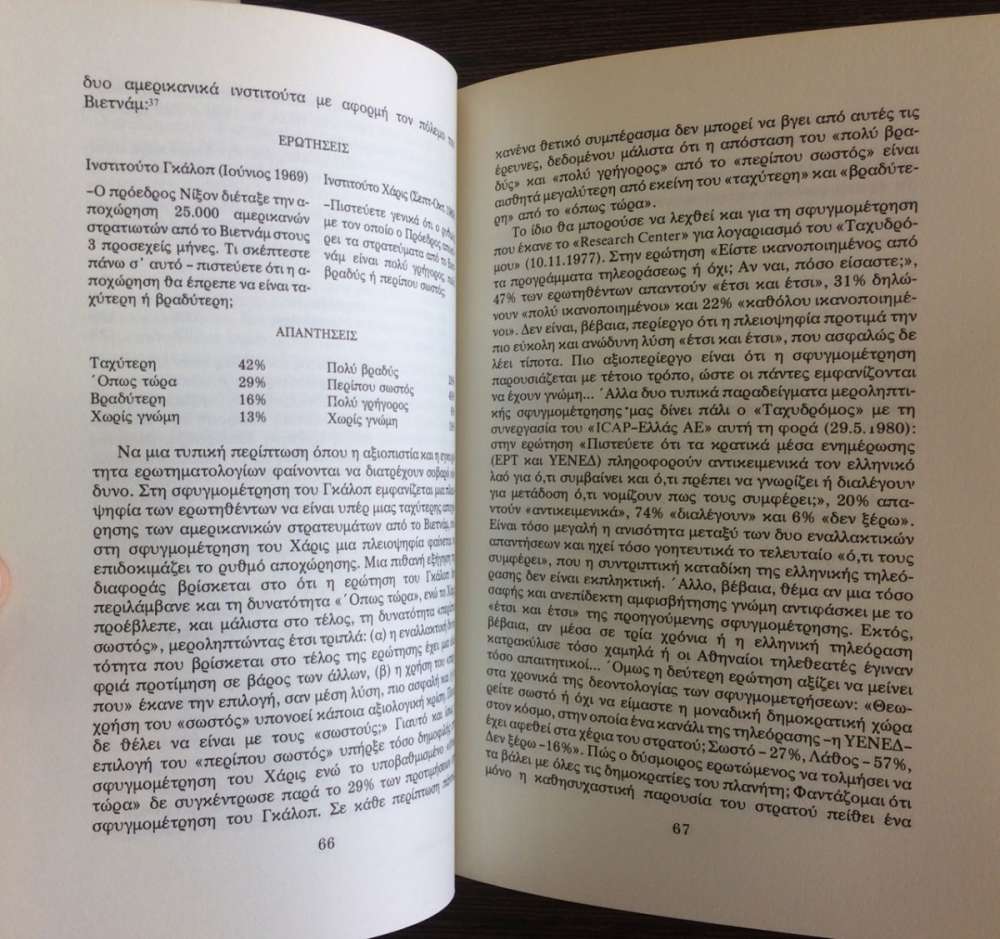 δυο αμερικανικά ινστιτούτα με αφορμή τον πόλεμο
Βιετνάμ:³⁷
ΕΡΩΤΗΣΕΙΣ
Ινστιτούτο Γκάλοπ (Ιούνιος 1969)
–Ο πρόεδρος Νίξον διέταξε την α-
ποχώρηση 25.000 αμερικανών
στρατιωτών από το Βιετνάμ στους
3 προσεχείς μήνες. Τι σκέπτεστε
πάνω σ' αυτό – πιστεύετε ότι η α-
ποχώρηση θα έπρεπε να είναι τα-
χύτερη ή βραδύτερη;
Ινστιτούτο Χάρις (Σεπτ-Οκτ.
–Πιστεύετε γενικά ότι ο
με τον οποίο ο Πρόεδρος
ρει τα στρατεύματα από το
νάμ είναι πολύ γρήγορος,
βραδύς ή περίπου σωστός
ΑΠΑΝΤΗΣΕΙΣ
Ταχύτερη 42%
΄Οπως τώρα 29%
Βραδύτερη 16%
Χωρίς γνώμη 13%
Πολύ βραδύς
Περίπου σωστός
Πολύ γρήγορος
Χωρίς γνώμη
Να μια τυπική περίπτωση όπου η αξιοπιστία και η
τητα ερωτηματολογίων φαίνονται να διατρέχουν σοβαρό
δυνο. Στη σφυγμομέτρηση του Γκάλοπ εμφανίζεται μια
ψηφία των ερωτηθέντων να είναι υπέρ μιας ταχύτερης
ρησης των αμερικανικών στρατευμάτων από το Βιετνάμ,
στη σφυγμομέτρηση του Χάρις μια πλειοψηφία φαίνεται
επιδοκιμάζει το ρυθμό αποχώρησης. Μια πιθανή εξήγηση
διαφοράς βρίσκεται στο ότι η ερώτηση του Γκάλοπ
περιλάμβανε και τη δυνατότητα «΄Οπως τώρα», ενώ το
προέβλεπε, και μάλιστα στο τέλος, τη δυνατότητα
σωστός», μεροληπτώντας έτσι τριπλά: (α) η εναλλακτική
τότητα που βρίσκεται στο τέλος της ερώτησης έχει μια
φριά προτίμηση σε βάρος των άλλων, (β) η χρήση του
που» έκανε την επιλογή, σαν μέση λύση, πιο ασφαλή και
χρήση του «σωστός» υπονοεί κάποια αξιολογική κρίση.
δε θέλει να είναι με τους «σωστούς;» Γιαυτό και
επιλογή του «περίπου σωστός» υπήρξε τόσο δημοφιλής
σφυγμομέτρηση του Χάρις ενώ το υποβαθμισμένο
τώρα» δε συγκέντρωσε παρά το 29% των προτιμήσεων
σφυγμομέτρηση του Γκάλοπ. Σε κάθε περίπτωση
66
κανένα θετικό συμπέρασμα δεν μπορεί να βγει από αυτές τις
έρευνες, δεδομένου μάλιστα ότι η απόσταση του «πολύ βρα-
δύς» και «πολύ γρήγορος» από το «περίπου σωστός» είναι
αισθητά μεγαλύτερη από εκείνη του «ταχύτερη» και «βραδύτε-
ρη» από το «όπως τώρα».
Το ίδιο θα μπορούσε να λεχθεί και για τη σφυγμομέτρηση
που έκανε το «Research Center» για λογαριασμό του «Ταχυδρό-
μου» (10.11.1977). Στην ερώτηση «Είστε ικανοποιημένος από
τα προγράμματα τηλεοράσεως ή όχι; Αν ναι, πόσο είσαστε;»,
47% των ερωτηθέντων απαντούν «έτσι και έτσι», 31% δηλώ-
νουν «πολύ ικανοποιημένοι» και 22% «καθόλου ικανοποιημέ-
νοι». Δεν είναι, βέβαια, περίεργο ότι η πλειοψηφία προτιμά την
πιο εύκολη και ανώδυνη λύση «έτσι και έτσι», που ασφαλώς δε
λέει τίποτα. Πιο αξιοπερίεργο είναι ότι η σφυγμομέτρηση
παρουσιάζεται με τέτοιο τρόπο, ώστε οι πάντες εμφανίζονται
να έχουν γνώμη... ΄Αλλα δυο τυπικά παραδείγματα μεροληπτι-
κής σφυγμομέτρησης μας δίνει πάλι ο «Ταχυδρόμος» με τη
συνεργασία του «ICAP–Ελλάς ΑΕ» αυτή τη φορά (29.5.1980):
στην ερώτηση «Πιστεύετε ότι τα κρατικά μέσα ενημέρωσης
(ΕΡΤ και ΥΕΝΕΔ) πληροφορούν αντικειμενικά τον ελληνικό
λαό για ό,τι συμβαίνει και ό,τι πρέπει να γνωρίζει ή διαλέγουν
για μετάδοση ό,τι νομίζουν πως τους συμφέρει;», 20% απα-
ντούν «αντικειμενικά», 74% «διαλέγουν» και 6% «δεν ξέρω».
Είναι τόσο μεγάλη η ανισότητα μεταξύ των δυο εναλλακτικών
απαντήσεων και ηχεί τόσο γοητευτικά το τελευταίο «ό,τι τους
συμφέρει», που η συντριπτική καταδίκη της ελληνικής τηλεό-
ρασης δεν είναι εκπληκτική. ΄Αλλο, βέβαια, θέμα αν μια τόσο
σαφής και ανεπίδεκτη αμφισβήτησης γνώμη αντιφάσκει με το
«έτσι και έτσι» της προηγούμενης σφυγμομέτρησης. Εκτός,
βέβαια, αν μέσα σε τρία χρόνια ή η ελληνική τηλεόραση
κατρακύλισε τόσο χαμηλά ή οι Αθηναίοι τηλεθεατές έγιναν
τόσο απαιτητικοί... ΄Ομως η δεύτερη ερώτηση αξίζει να μείνει
στα χρονικά της δεοντολογίας των σφυγμομετρήσεων: «Θεω-
ρείτε σωστό ή όχι να είμαστε η μοναδική δημοκρατική χώρα
στον κόσμο, στην οποία ένα κανάλι της τηλεόρασης –η ΥΕΝΕΔ–
έχει αφεθεί στα χέρια του στρατού; Σωστό – 27%, Λάθος – 57%,
Δεν ξέρω –16%». Πώς ο δύσμοιρος ερωτώμενος να τολμήσει να
τα βάλει με όλες τις δημοκρατίες του πλανήτη; Φαντάζομαι ότι
μόνο η καθησυχαστική παρουσία του στρατού πείθει ένα
67